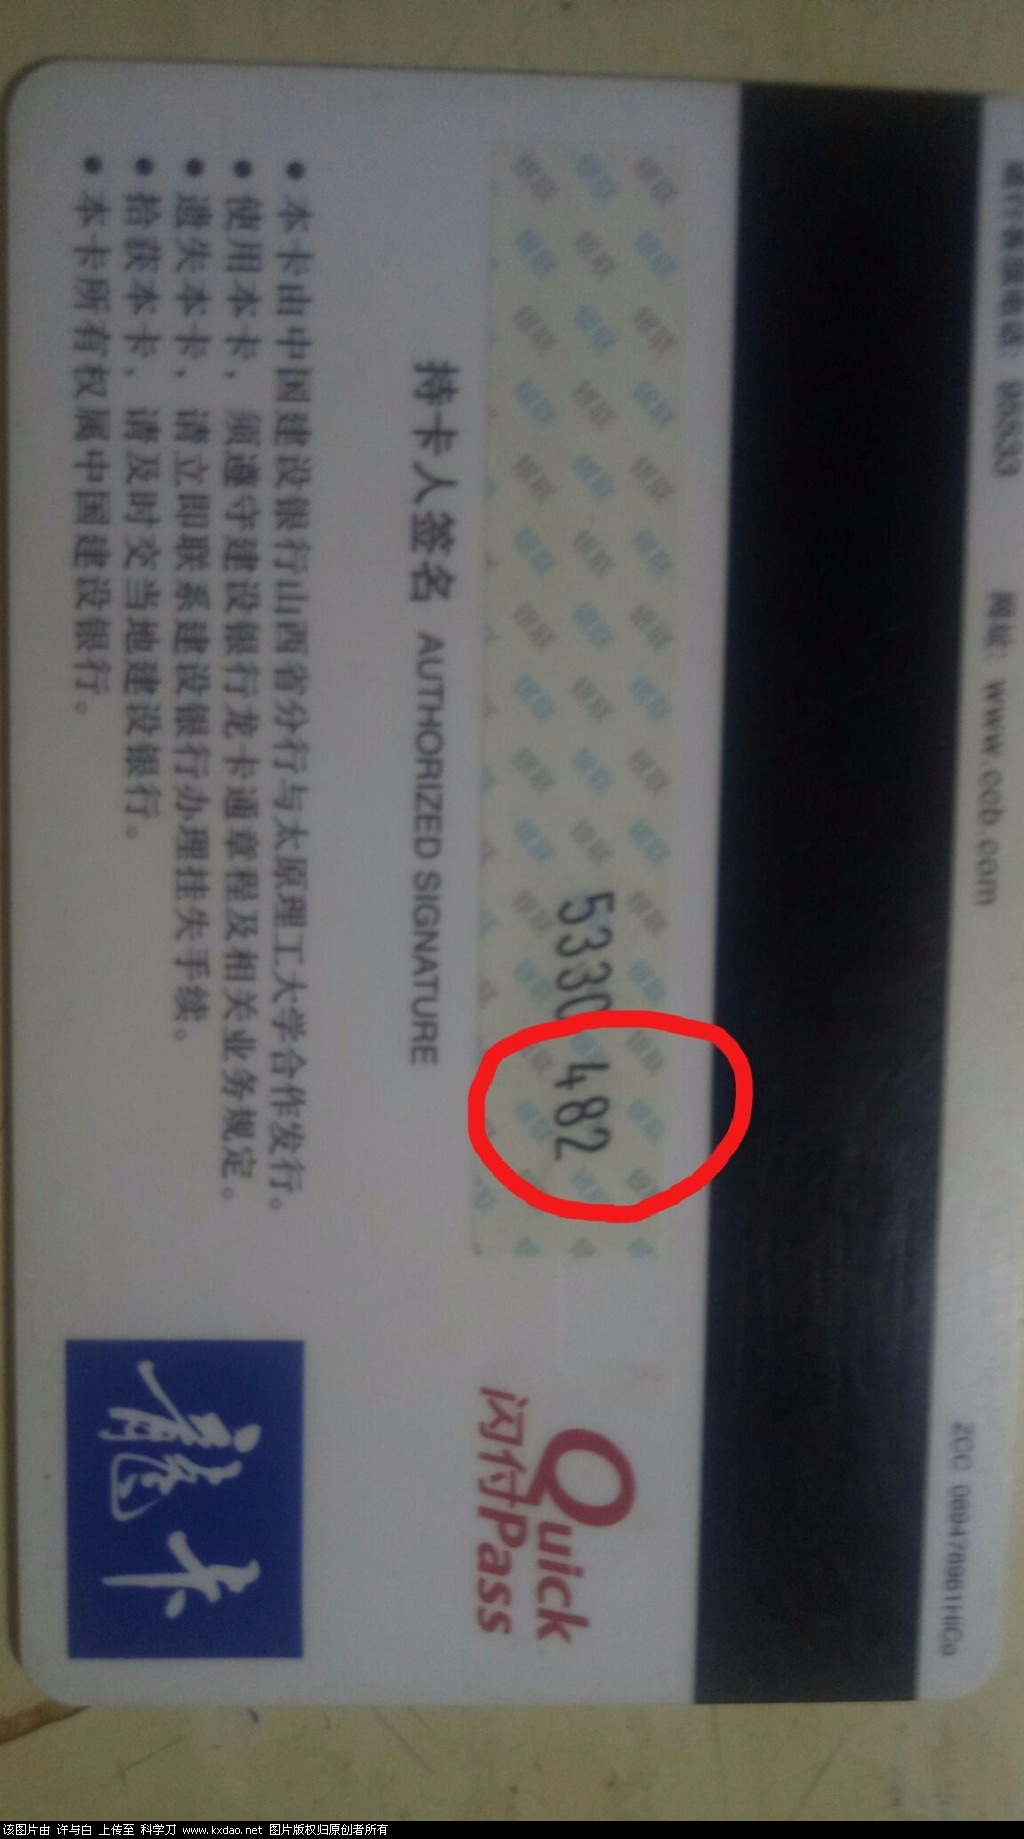 银行客服电话：95533 网址：www.ccb.com
5330 482
持卡人签名 AUTHORIZED SIGNATURE
Quick
闪付Pass
●本卡由中国建设银行山西省分行与太原理工大学合作发行。
●使用本卡，须遵守建设银行龙卡通章程及相关业务规定。
●遗失本卡，请立即联系建设银行办理挂失手续。
●拾获本卡，请及时交当地建设银行。
●本卡所有权属中国建设银行。
龙卡
该图片由 许与白 上传至 科学刀 www.kxdao.net 图片版权归原创者所有